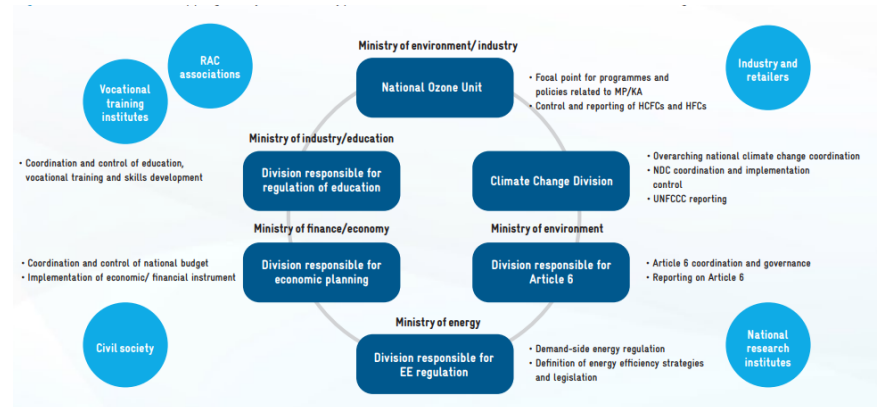 RAC
associations
Vocational
training
institutes
Ministry of environment/ industry
National Ozone Unit
• Focal point for programmes and
policies related to MP/KA
• Control and reporting of HCFCs and HFCs
Industry and
retailers
Ministry of industry/education
Division responsible for
regulation of education
• Coordination and control of education,
vocational training and skills development
Climate Change Division
• Overarching national climate change coordination
• NDC coordination and implementation
control
• UNFCCC reporting
Ministry of finance/economy
Division responsible for
economic planning
• Coordination and control of national budget
• Implementation of economic/ financial instrument
Ministry of environment
Division responsible for
Article 6
• Article 6 coordination and governance
• Reporting on Article 6
Civil society
Ministry of energy
Division responsible for
EE regulation
• Demand-side energy regulation
• Definition of energy efficiency strategies
and legislation
National
research
institutes